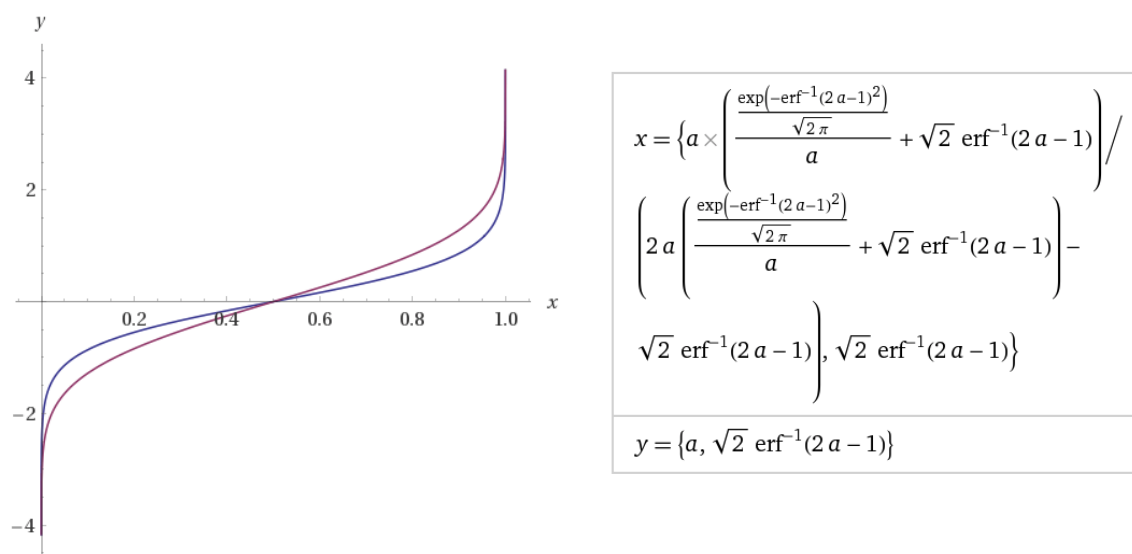 y
4
2
0.2 0.4 0.6 0.8 1.0 x
−2
−4
x = {a × ( (exp(−erf⁻¹(2 a−1)²) / √(2 π)) / a + √2 erf⁻¹(2 a − 1) ) /
(2 a ( (exp(−erf⁻¹(2 a−1)²) / √(2 π)) / a + √2 erf⁻¹(2 a − 1) ) −
√2 erf⁻¹(2 a − 1) ), √2 erf⁻¹(2 a − 1)}
y = {a, √2 erf⁻¹(2 a − 1)}